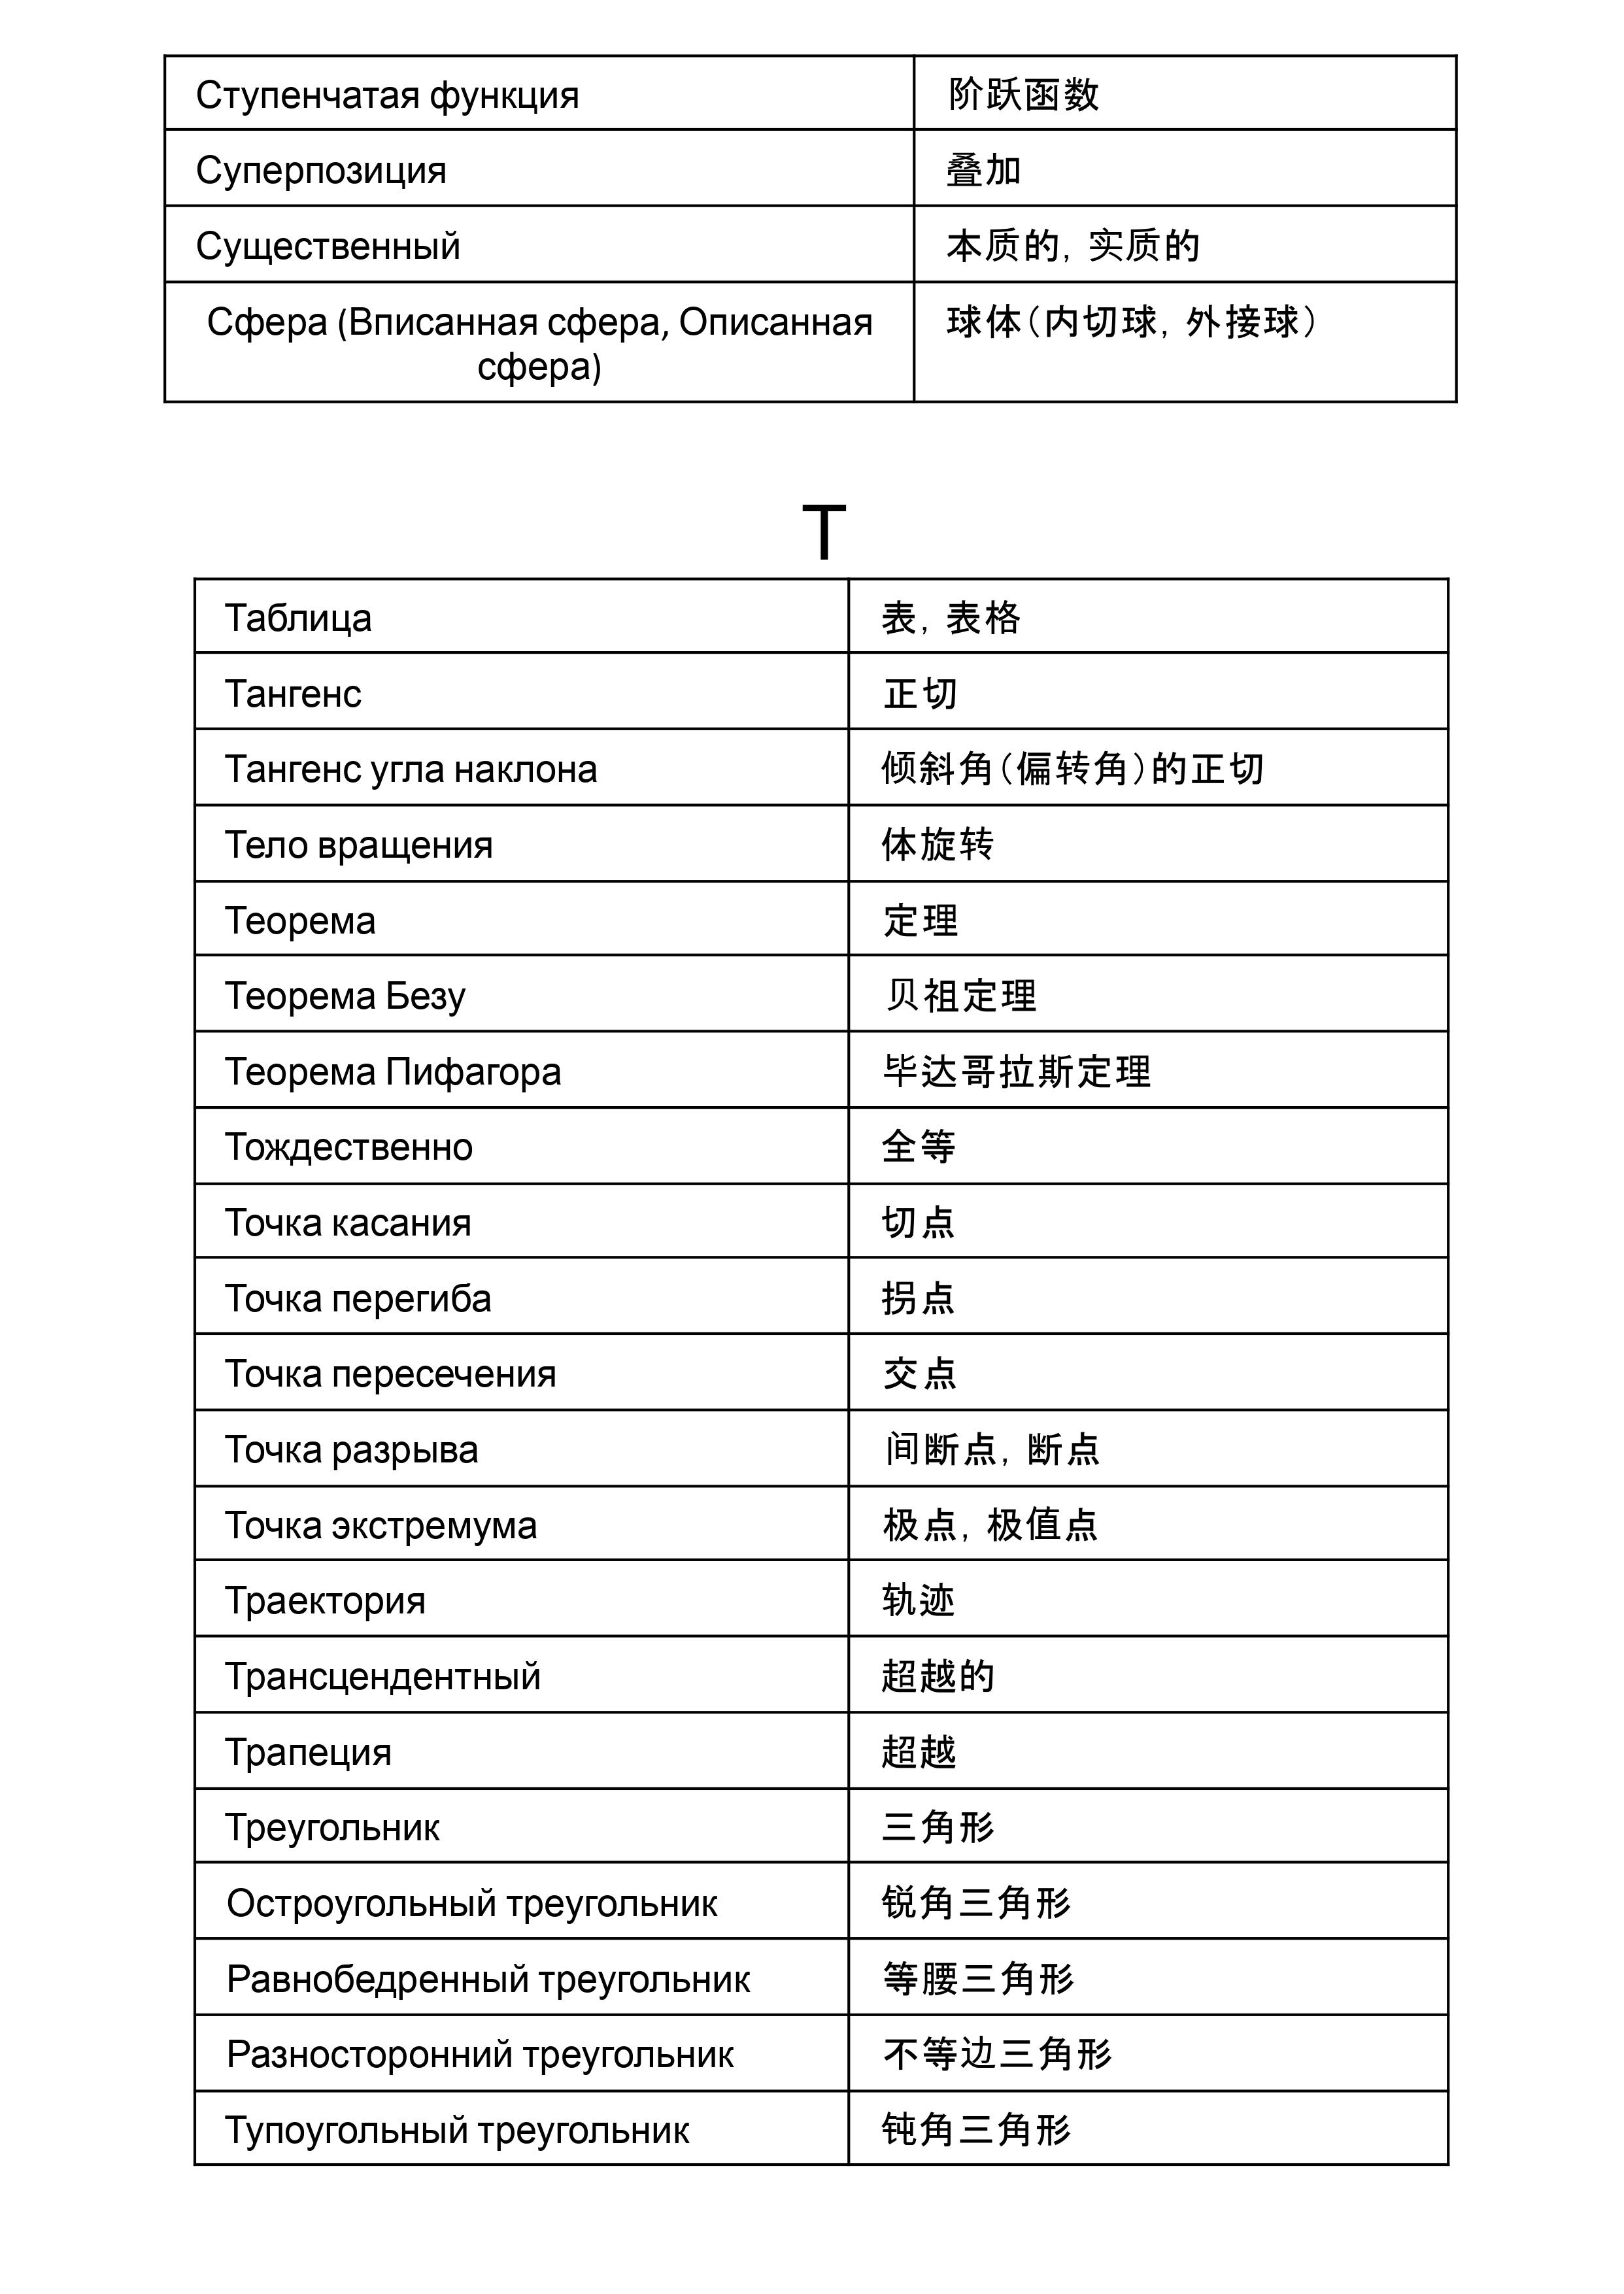 Ступенчатая функция 阶跃函数
Суперпозиция 叠加
Существенный 本质的，实质的
Сфера (Вписанная сфера, Описанная 球体（内切球，外接球）
сфера)
Т
Таблица 表，表格
Тангенс 正切
Тангенс угла наклона 倾斜角（偏转角）的正切
Тело вращения 体旋转
Теорема 定理
Теорема Безу 贝祖定理
Теорема Пифагора 毕达哥拉斯定理
Тождественно 全等
Точка касания 切点
Точка перегиба 拐点
Точка пересечения 交点
Точка разрыва 间断点，断点
Точка экстремума 极点，极值点
Траектория 轨迹
Трансцендентный 超越的
Трапеция 超越
Треугольник 三角形
Остроугольный треугольник 锐角三角形
Равнобедренный треугольник 等腰三角形
Разносторонний треугольник 不等边三角形
Тупоугольный треугольник 钝角三角形